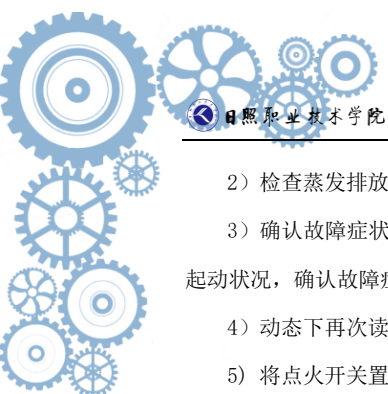 日照职业技术学院
2）检查蒸发排放
3）确认故障症状
起动状况，确认故障症
4）动态下再次读
5）将点火开关置